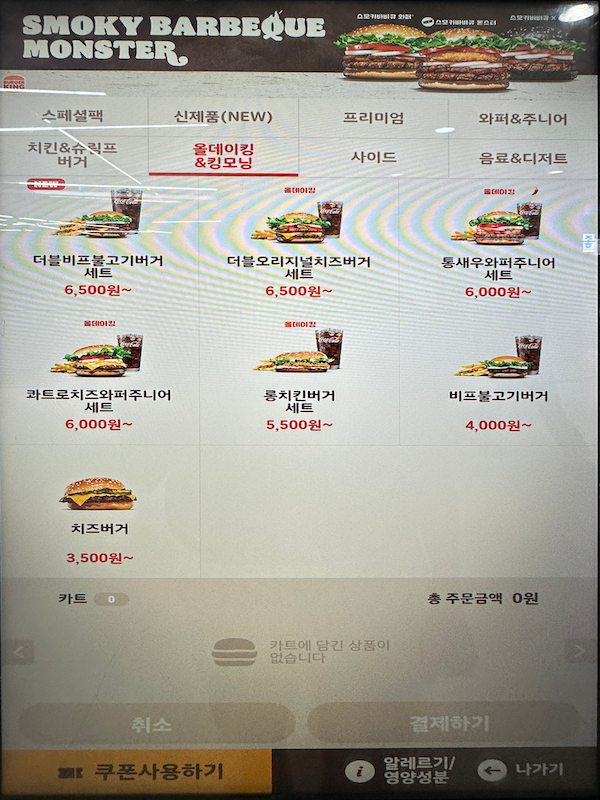 SMOKY BARBEQUE
MONSTER
스모키바비큐 와퍼
NEW 스모키바비큐 몬스터
스모키바비큐 ×
BURGER
KING
스페셜팩
신제품(NEW)
프리미엄
와퍼&주니어
치킨&슈릭프
버거
올데이킹
&킹모닝
사이드
음료&디저트
NEW
더블비프불고기버거
세트
6,500원~
올데이킹
더블오리지널치즈버거
세트
6,500원~
올데이킹
통새우와퍼주니어
세트
6,000원~
올데이킹
콰트로치즈와퍼주니어
세트
6,000원~
올데이킹
롱치킨버거
세트
5,500원~
비프불고기버거
4,000원~
치즈버거
3,500원~
카트 0
총 주문금액 0원
카트에 담긴 상품이
없습니다
취소
결제하기
쿠폰사용하기
알레르기/
영양성분
나가기